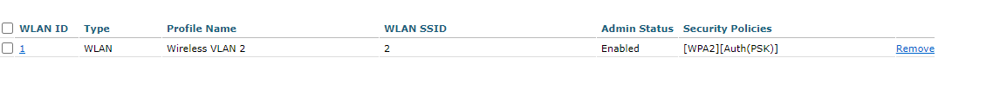 WLAN ID Type Profile Name WLAN SSID Admin Status Security Policies
1 WLAN Wireless VLAN 2 2 Enabled [WPA2][Auth(PSK)] Remove